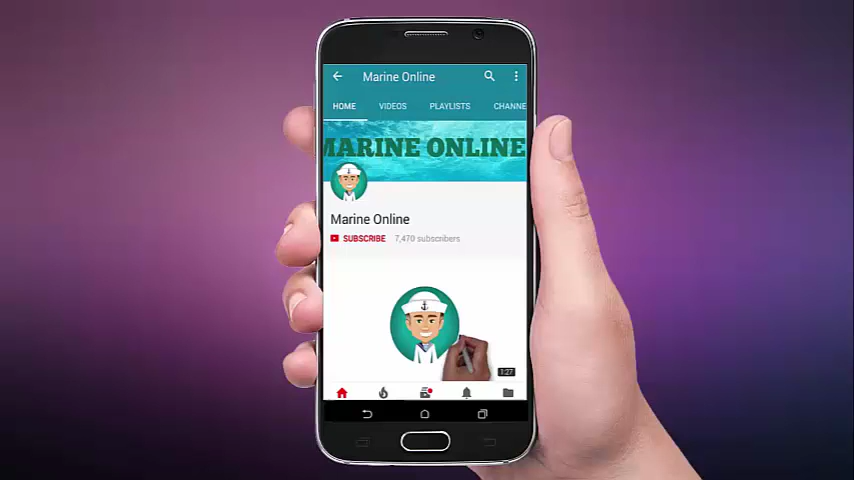 Marine Online
HOME VIDEOS PLAYLISTS CHANNE
MARINE ONLINE
Marine Online
SUBSCRIBE 7,470 subscribers
1:27